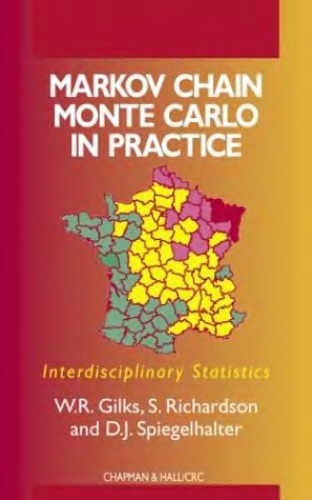 MARKOV CHAIN
MONTE CARLO
IN PRACTICE
Interdisciplinary Statistics
W.R. Gilks, S. Richardson
and D.J. Spiegelhalter
CHAPMAN & HALL/CRC